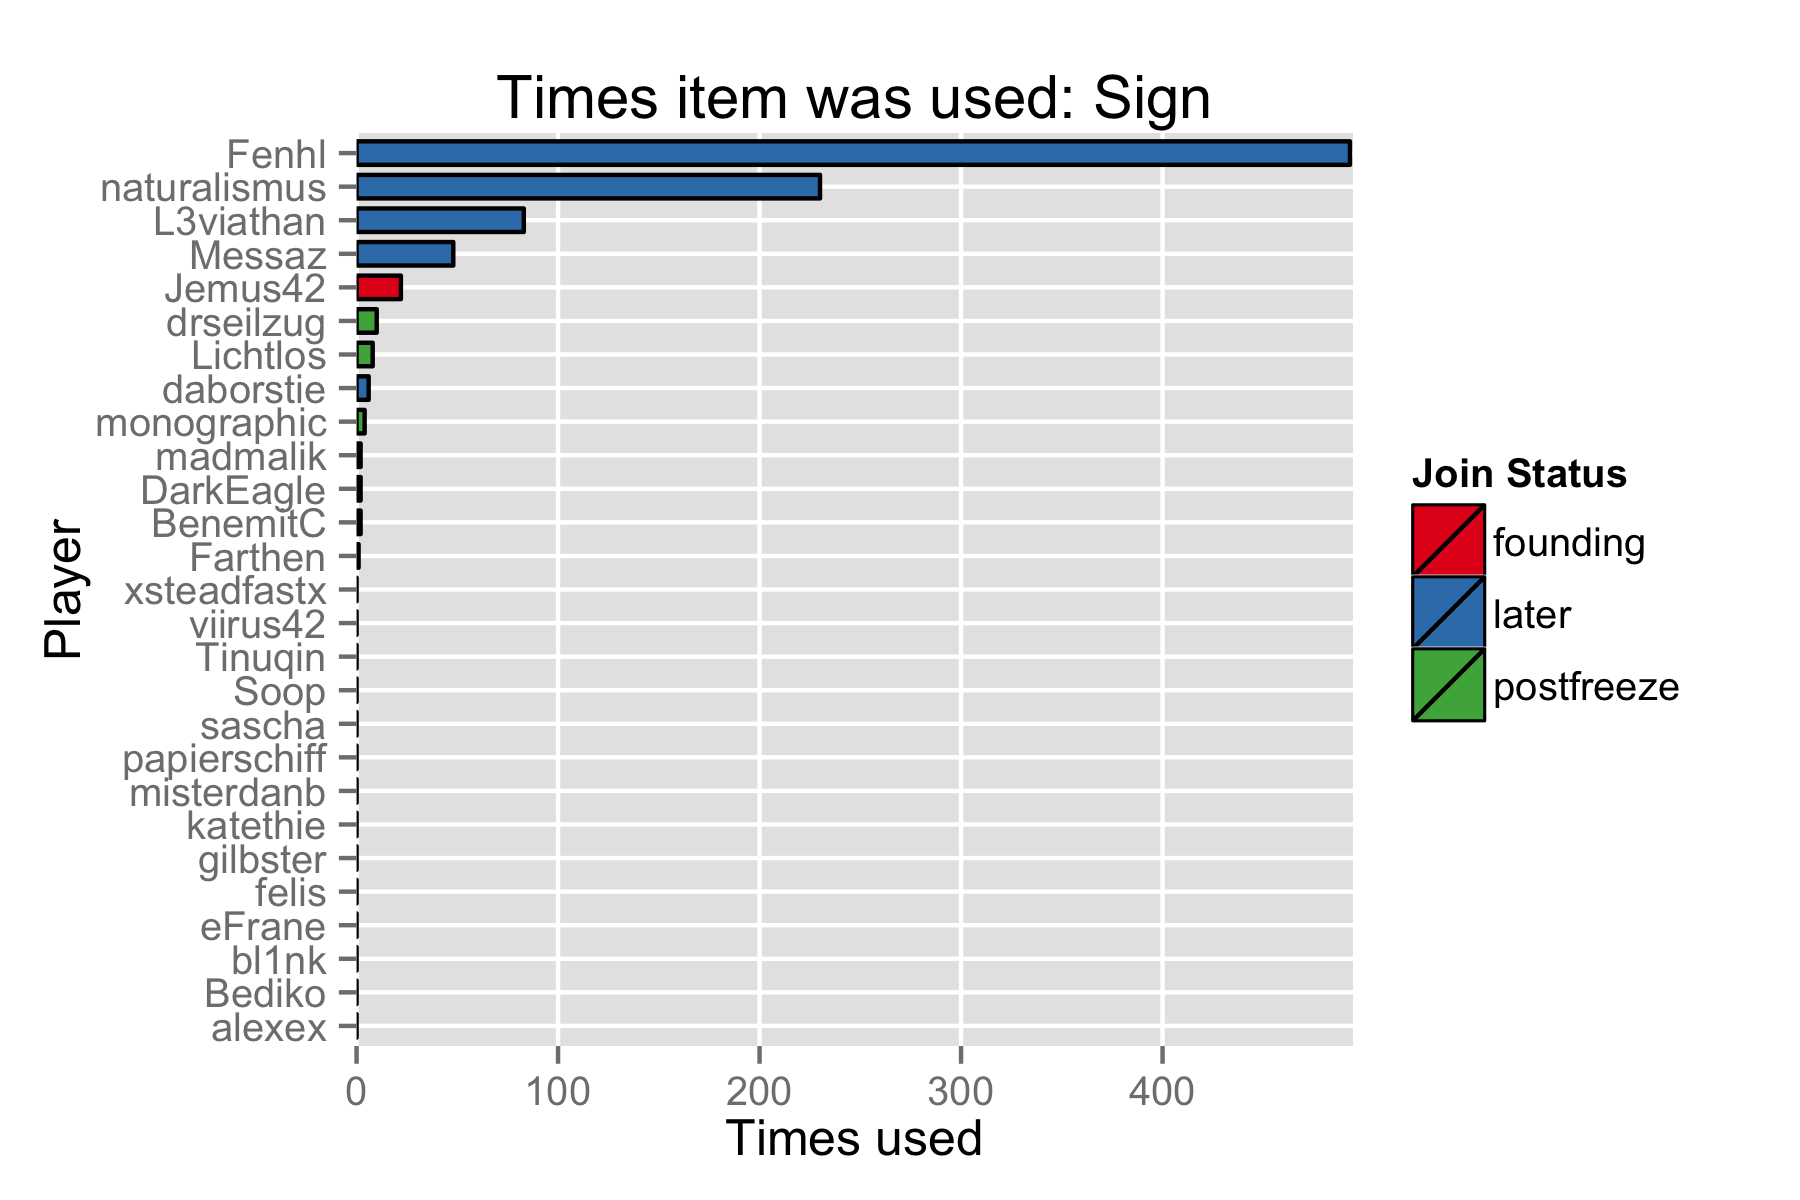 Times item was used: Sign
Player
Fenhl
naturalismus
L3viathan
Messaz
Jemus42
drseilzug
Lichtlos
daborstie
monographic
madmalik
DarkEagle
BenemitC
Farthen
xsteadfastx
viirus42
Tinuqin
Soop
sascha
papierschiff
misterdanb
katethie
gilbster
felis
eFrane
bl1nk
Bediko
alexex
0 100 200 300 400
Times used
Join Status
founding
later
postfreeze